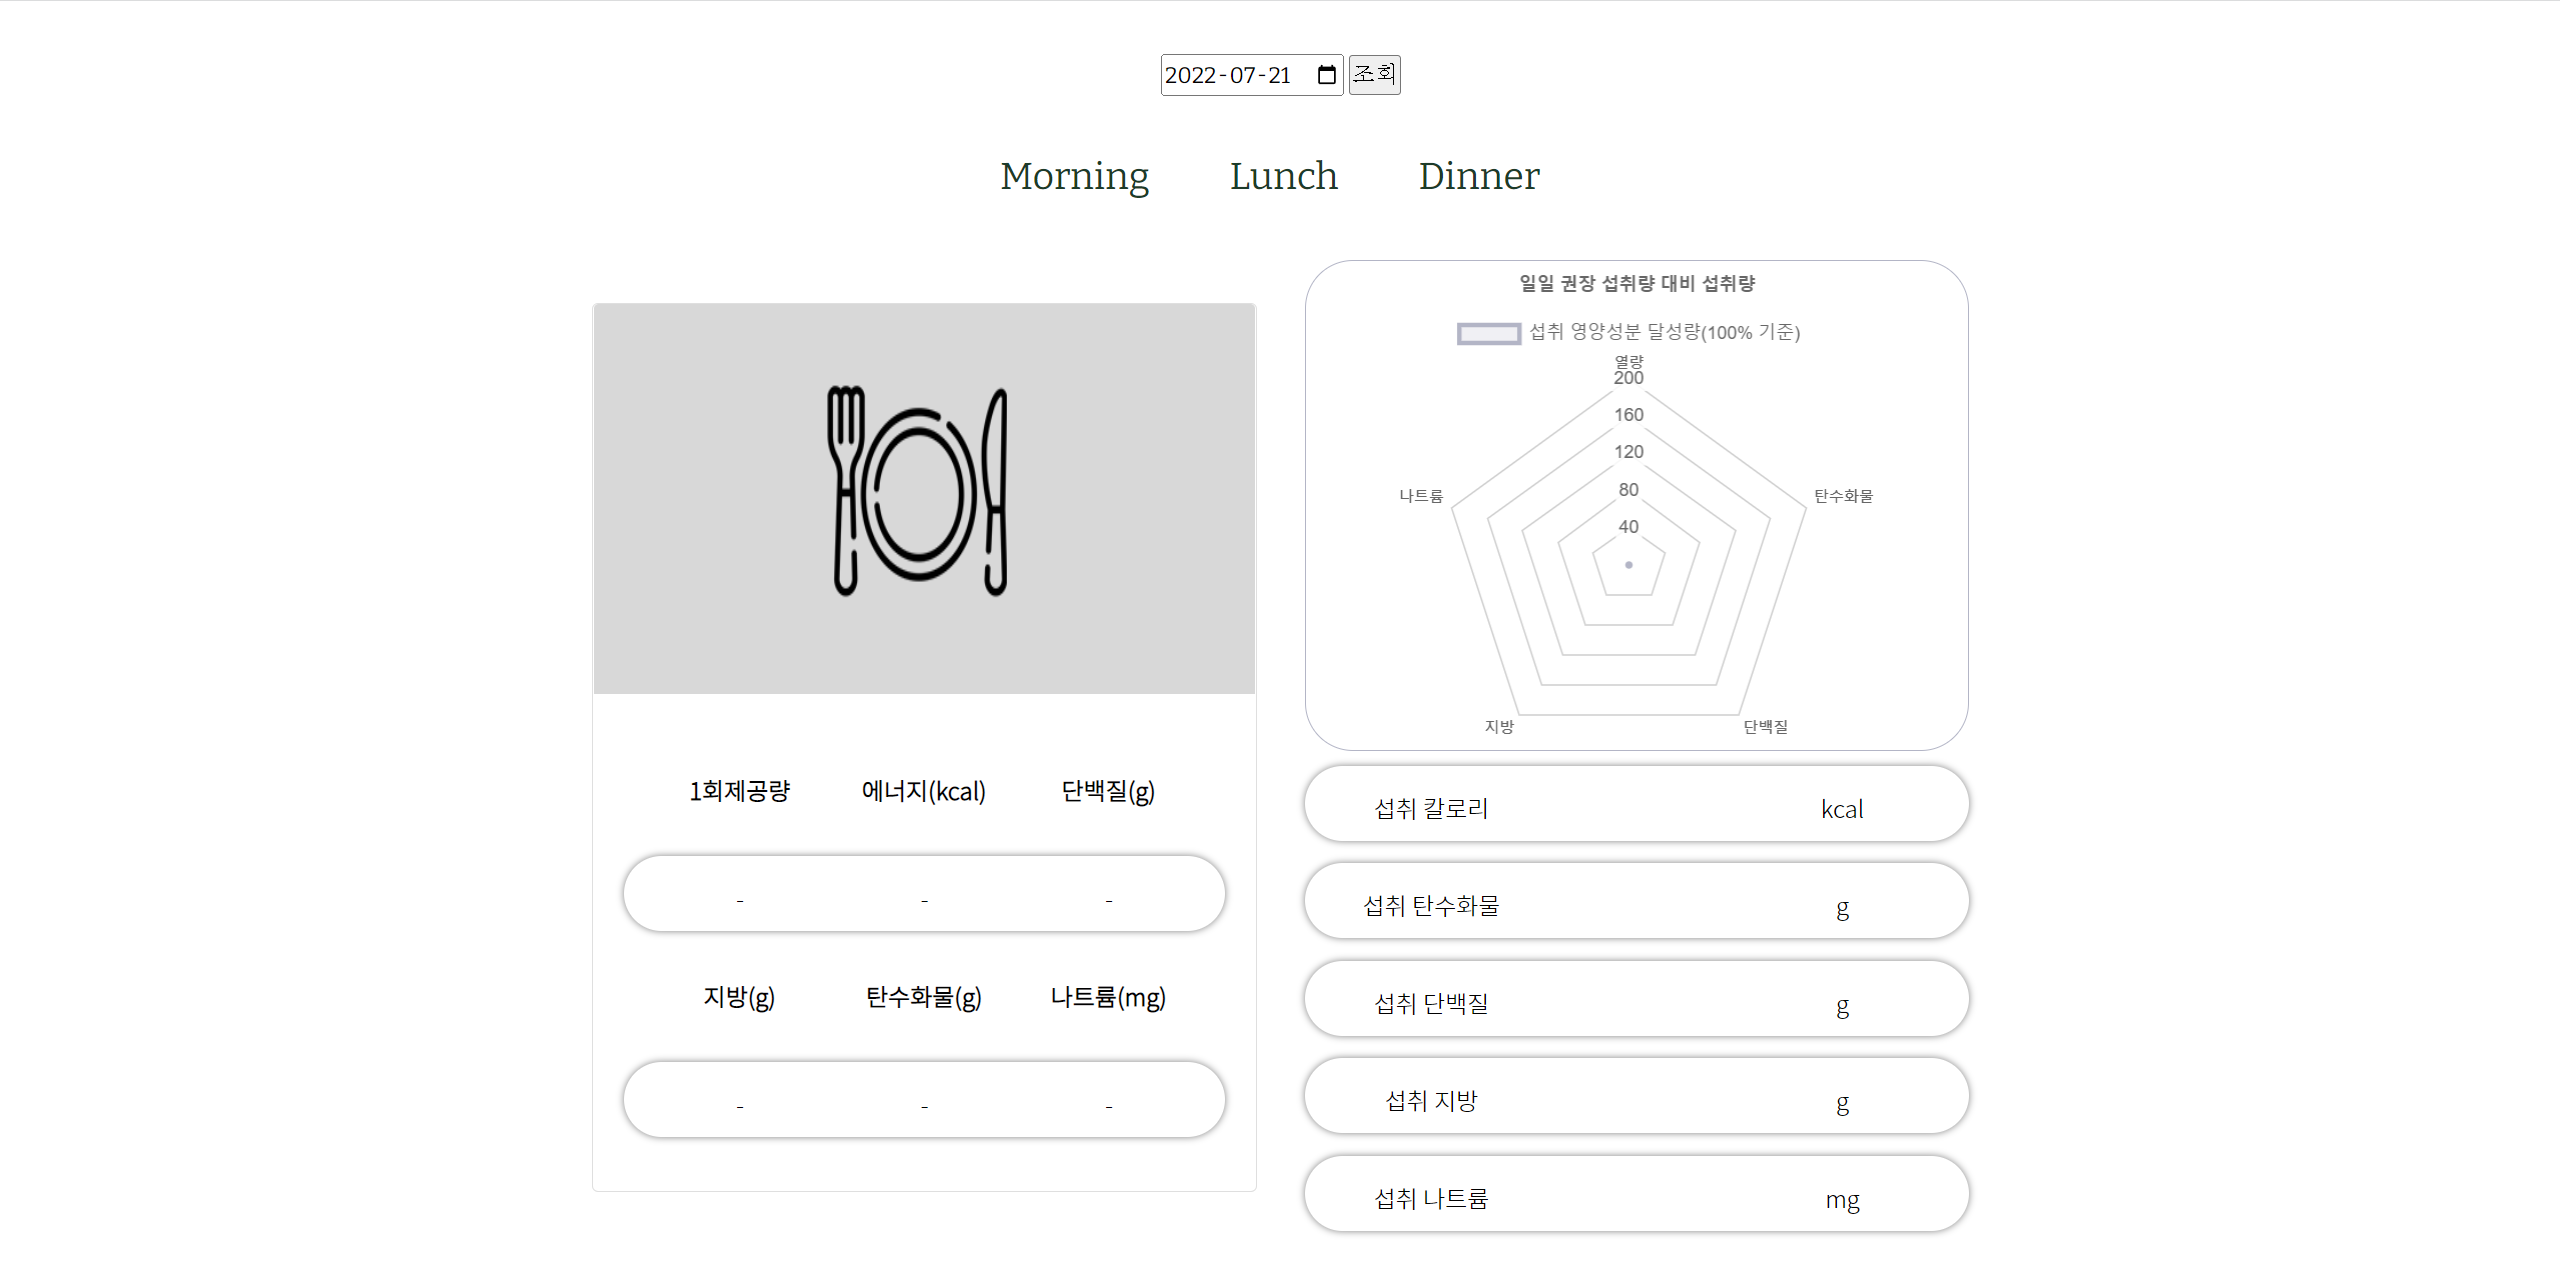 2022-07-21 조회
Morning Lunch Dinner
일일 권장 섭취량 대비 섭취량
섭취 영양성분 달성량(100% 기준)
열량
200
160
120
80
40
나트륨
탄수화물
지방
단백질
1회제공량 에너지(kcal) 단백질(g)
- - -
지방(g) 탄수화물(g) 나트륨(mg)
- - -
섭취 칼로리 kcal
섭취 탄수화물 g
섭취 단백질 g
섭취 지방 g
섭취 나트륨 mg